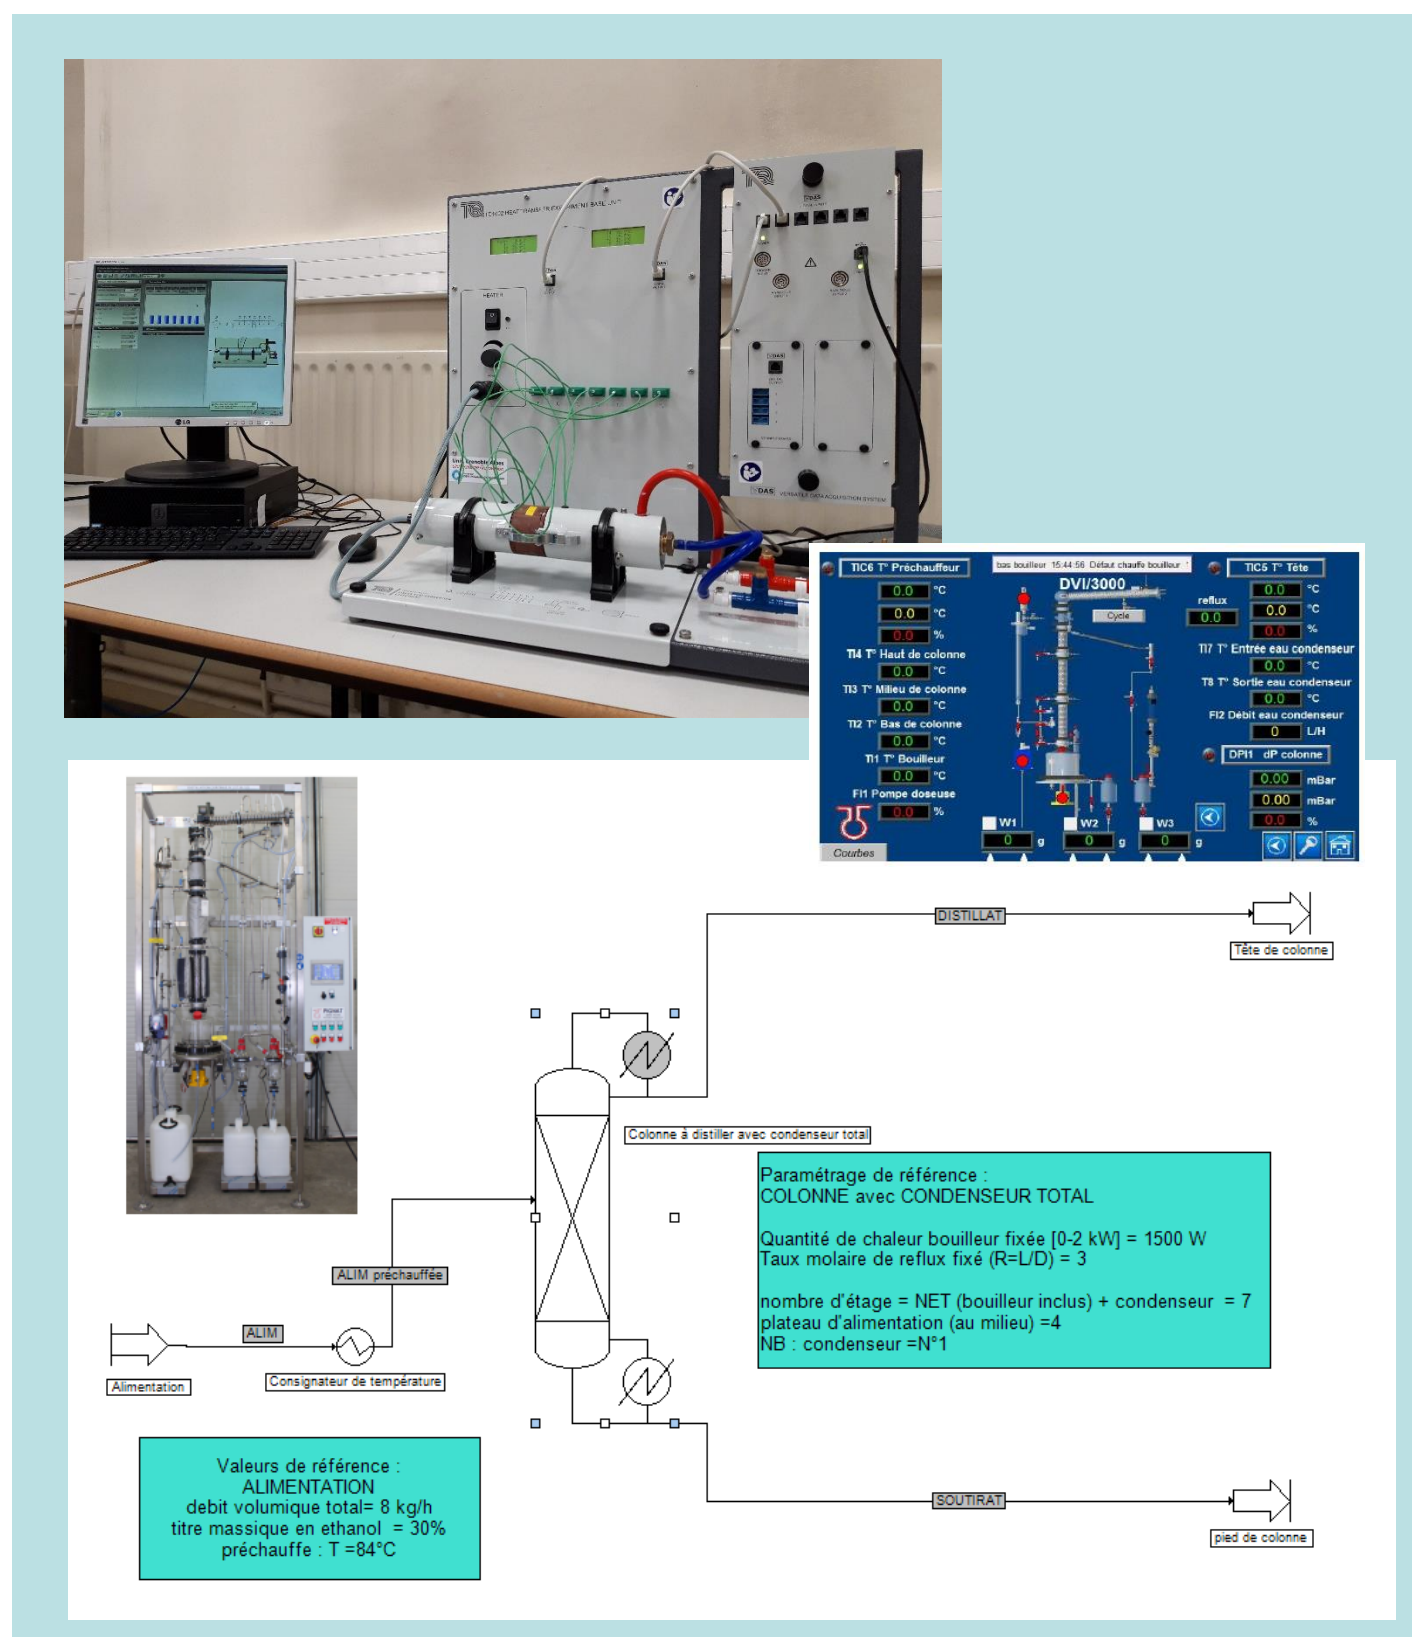 HEATER
VERSATILE DATA ACQUISITION SYSTEM
LG
TIC6 T° Préchauffeur
0.0 °C
0.0 °C
0.0 %
TI4 T° Haut de colonne
0.0 °C
TI3 T° Milieu de colonne
0.0 °C
TI2 T° Bas de colonne
0.0 °C
TI1 T° Bouilleur
0.0 °C
FI1 Pompe doseuse
0.0 %
Courbes
bas bouilleur 15:44:56 Défaut chauffe bouilleur
DVI/3000
Cycle
reflux
0.0
W1
0 g
W2
0 g
W3
0 g
TIC5 T° Tête
0.0 °C
0.0 °C
0.0 %
TI7 T° Entrée eau condenseur
0.0 °C
T8 T° Sortie eau condenseur
0.0 °C
FI2 Débit eau condenseur
0 L/H
DPI1 dP colonne
0.00 mBar
0.00 mBar
0.0 %
DISTILLAT
Tête de colonne
Colonne à distiller avec condenseur total
Paramétrage de référence :
COLONNE avec CONDENSEUR TOTAL
Quantité de chaleur bouilleur fixée [0-2 kW] = 1500 W
Taux molaire de reflux fixé (R=L/D) = 3
nombre d'étage = NET (bouilleur inclus) + condenseur = 7
plateau d'alimentation (au milieu) =4
NB : condenseur =N°1
ALIM préchauffée
ALIM
Alimentation
Consignateur de température
Valeurs de référence :
ALIMENTATION
debit volumique total= 8 kg/h
titre massique en ethanol = 30%
préchauffe : T =84°C
SOUTIRAT
pied de colonne